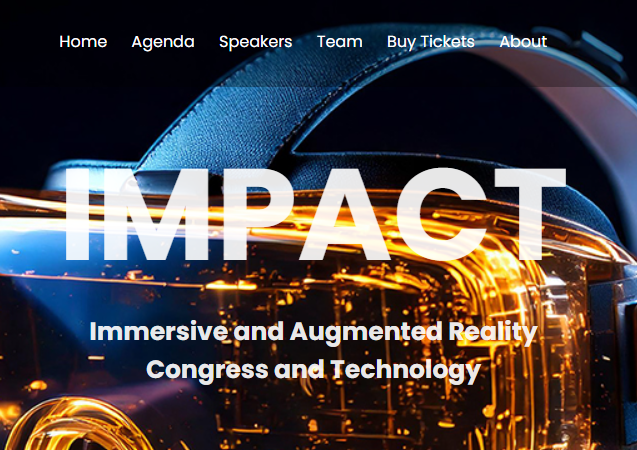 Home Agenda Speakers Team Buy Tickets About
IMPACT
Immersive and Augmented Reality
Congress and Technology